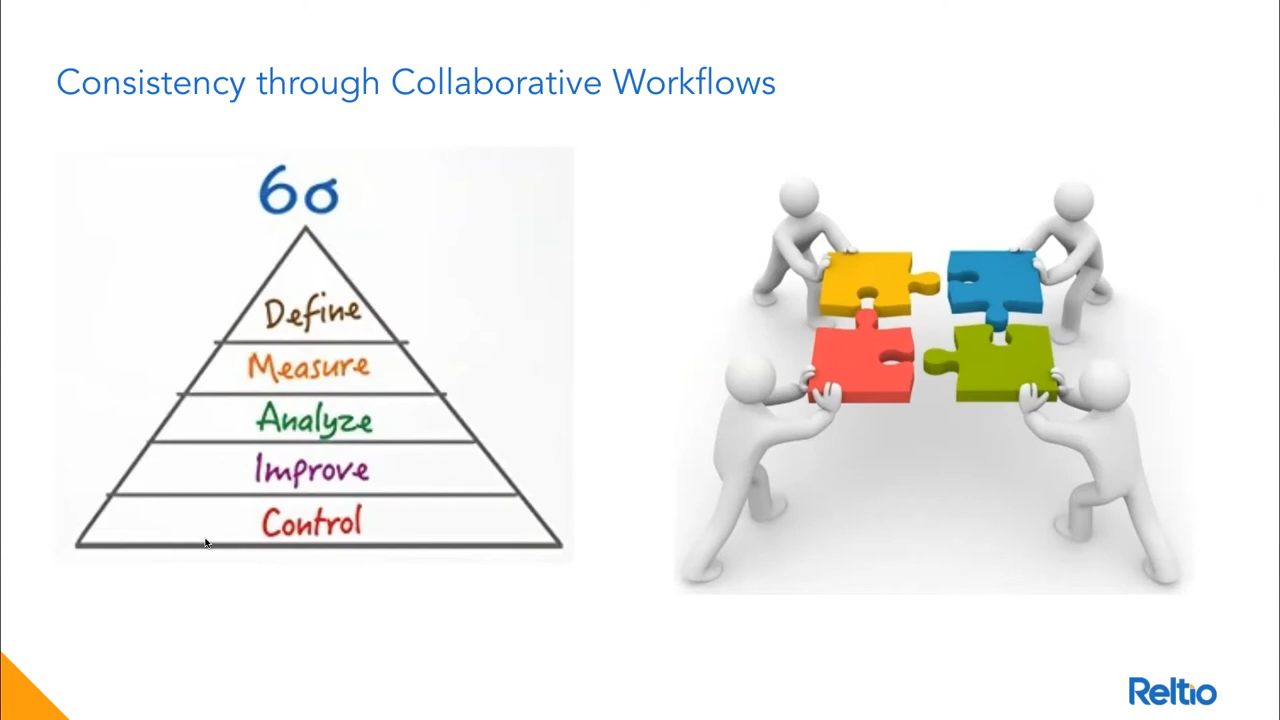 Consistency through Collaborative Workflows
6σ
Define
Measure
Analyze
Improve
Control
Reltio